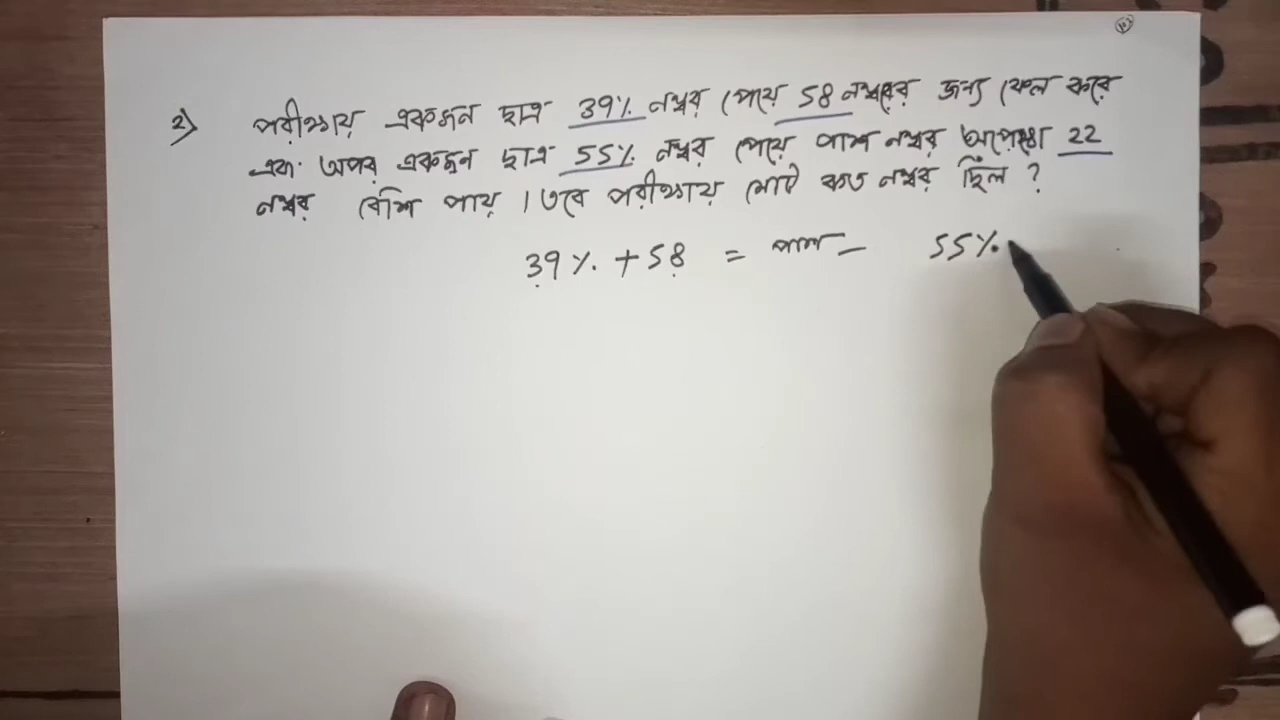 ২) পরীক্ষায় একজন ছাত্র 39% নম্বর পেয়ে 58 নম্বরের জন্য ফেল করে
এবং অপর একজন ছাত্র 55% নম্বর পেয়ে পাশ নম্বর অপেক্ষা 22
নম্বর বেশি পায়। তবে পরীক্ষায় মোট কত নম্বর ছিল ?
39% + 58 = পাশ — 55%